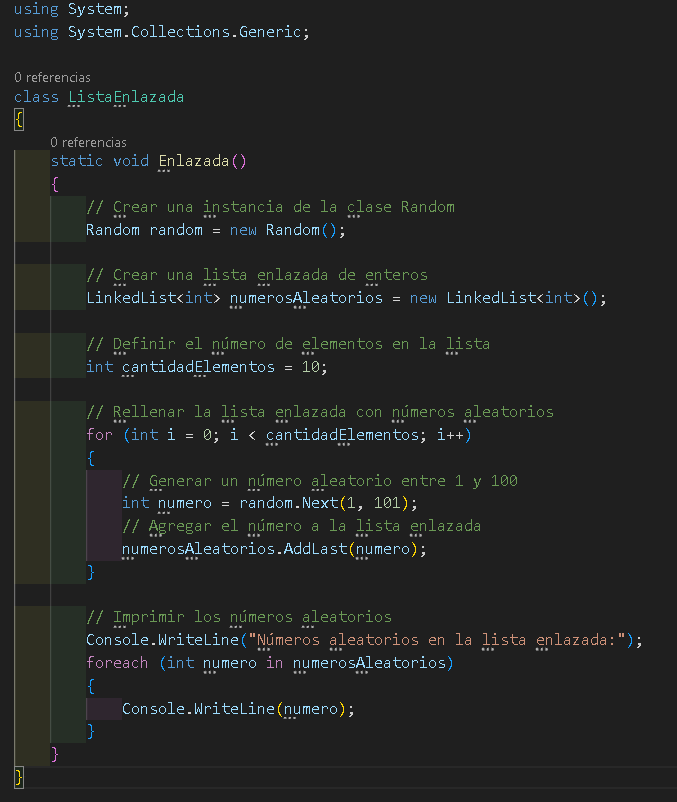 using System;
using System.Collections.Generic;
0 referencias
class ListaEnlazada
{
0 referencias
static void Enlazada()
{
// Crear una instancia de la clase Random
Random random = new Random();
// Crear una lista enlazada de enteros
LinkedList<int> numerosAleatorios = new LinkedList<int>();
// Definir el número de elementos en la lista
int cantidadElementos = 10;
// Rellenar la lista enlazada con números aleatorios
for (int i = 0; i < cantidadElementos; i++)
{
// Generar un número aleatorio entre 1 y 100
int numero = random.Next(1, 101);
// Agregar el número a la lista enlazada
numerosAleatorios.AddLast(numero);
}
// Imprimir los números aleatorios
Console.WriteLine("Números aleatorios en la lista enlazada:");
foreach (int numero in numerosAleatorios)
{
Console.WriteLine(numero);
}
}
}